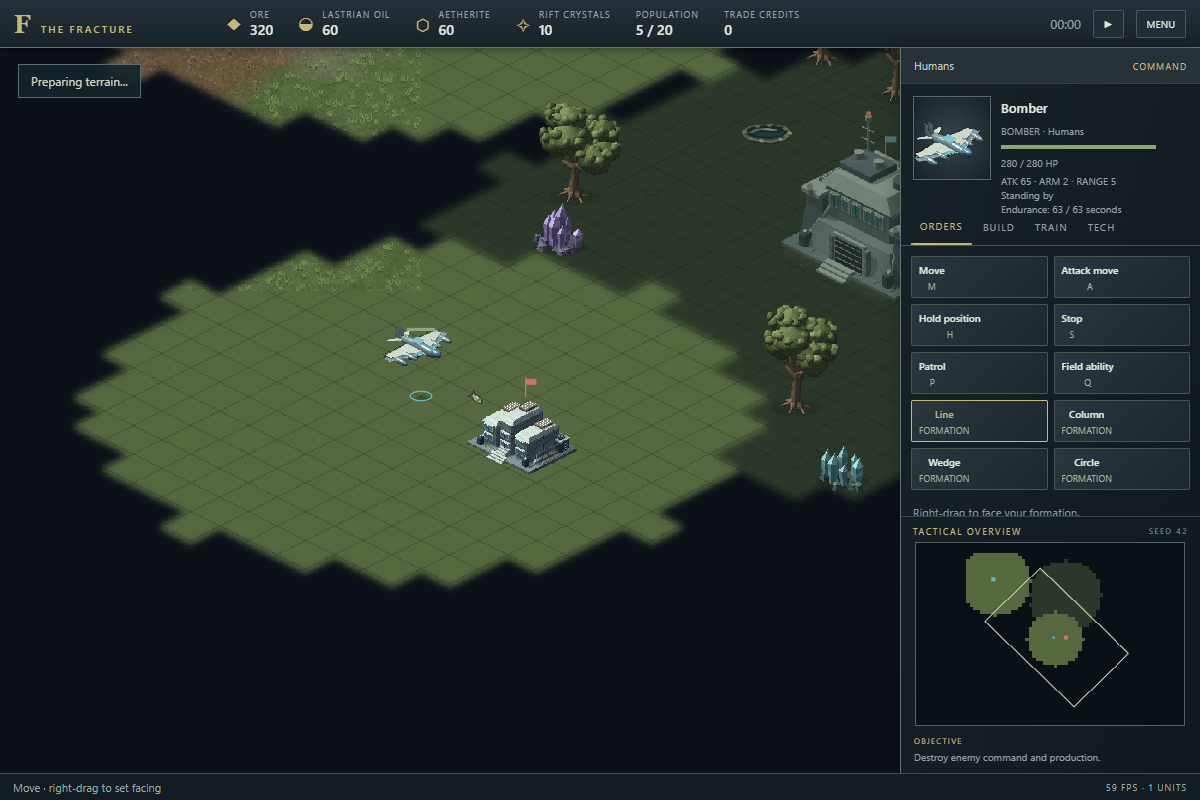 F THE FRACTURE
ORE
320
LASTRIAN OIL
60
AETHERITE
60
RIFT CRYSTALS
10
POPULATION
5 / 20
TRADE CREDITS
0
00:00
MENU
Preparing terrain...
Humans
COMMAND
Bomber
BOMBER · Humans
280 / 280 HP
ATK 65 · ARM 2 · RANGE 5
Standing by
Endurance: 63 / 63 seconds
ORDERS BUILD TRAIN TECH
Move
M
Attack move
A
Hold position
H
Stop
S
Patrol
P
Field ability
Q
Line
FORMATION
Column
FORMATION
Wedge
FORMATION
Circle
FORMATION
Right-drag to face your formation.
TACTICAL OVERVIEW
SEED 42
OBJECTIVE
Destroy enemy command and production.
Move · right-drag to set facing
59 FPS · 1 UNITS